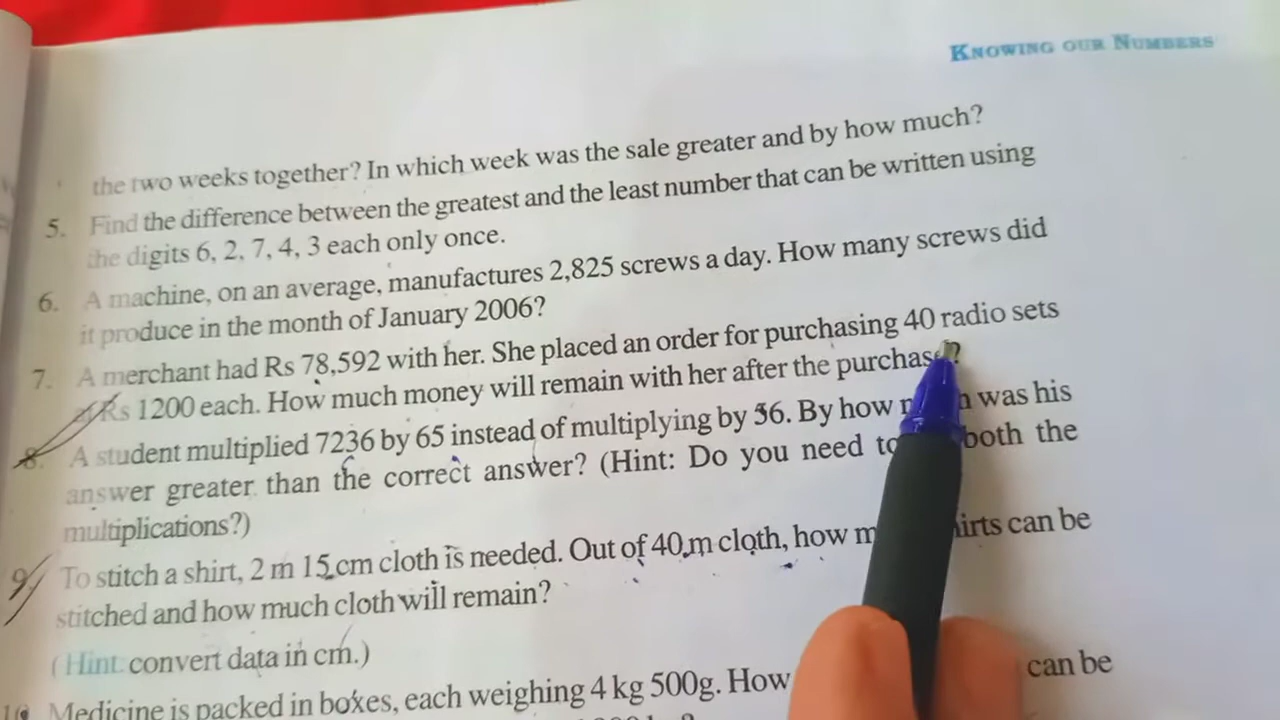 KNOWING OUR NUMBERS
the two weeks together? In which week was the sale greater and by how much?
5. Find the difference between the greatest and the least number that can be written using
the digits 6, 2, 7, 4, 3 each only once.
6. A machine, on an average, manufactures 2,825 screws a day. How many screws did
it produce in the month of January 2006?
7. A merchant had Rs 78,592 with her. She placed an order for purchasing 40 radio sets
at Rs 1200 each. How much money will remain with her after the purchase?
8. A student multiplied 7236 by 65 instead of multiplying by 56. By how was his
answer greater than the correct answer? (Hint: Do you need to both the
multiplications?)
9. To stitch a shirt, 2 m 15 cm cloth is needed. Out of 40 m cloth, how can be
stitched and how much cloth will remain?
(Hint: convert data in cm.)
10. Medicine is packed in boxes, each weighing 4 kg 500g. How can be